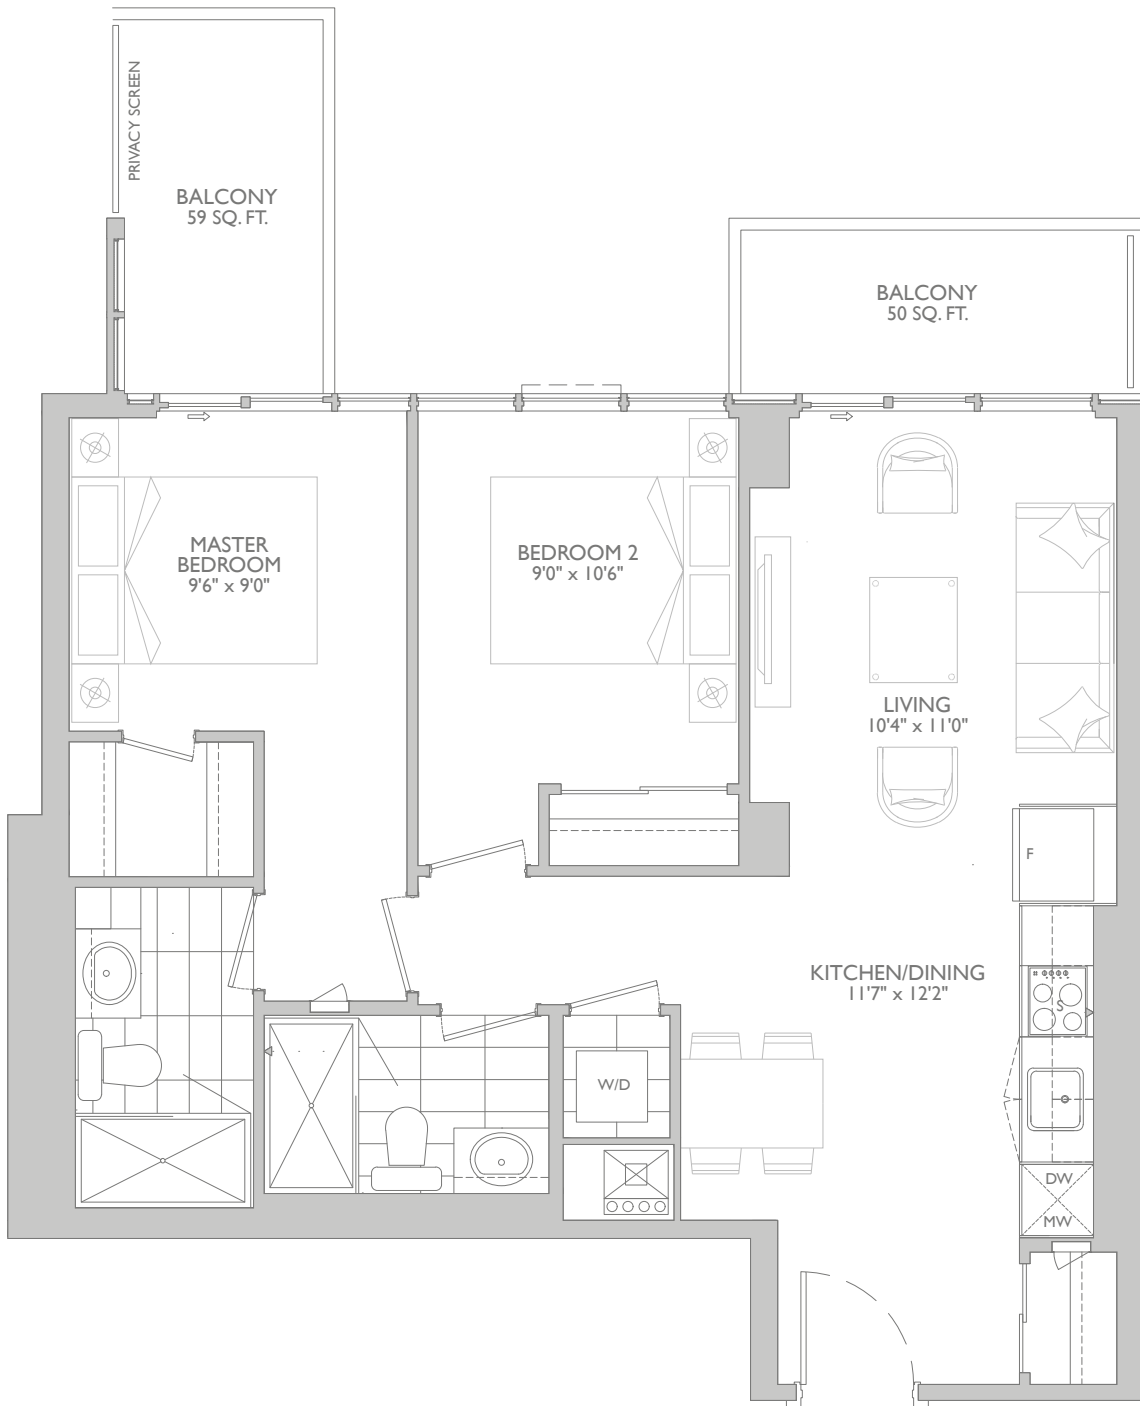 PRIVACY SCREEN
BALCONY
59 SQ. FT.
BALCONY
50 SQ. FT.
MASTER
BEDROOM
9'6" x 9'0"
BEDROOM 2
9'0" x 10'6"
LIVING
10'4" x 11'0"
F
KITCHEN/DINING
11'7" x 12'2"
S
W/D
DW
MW